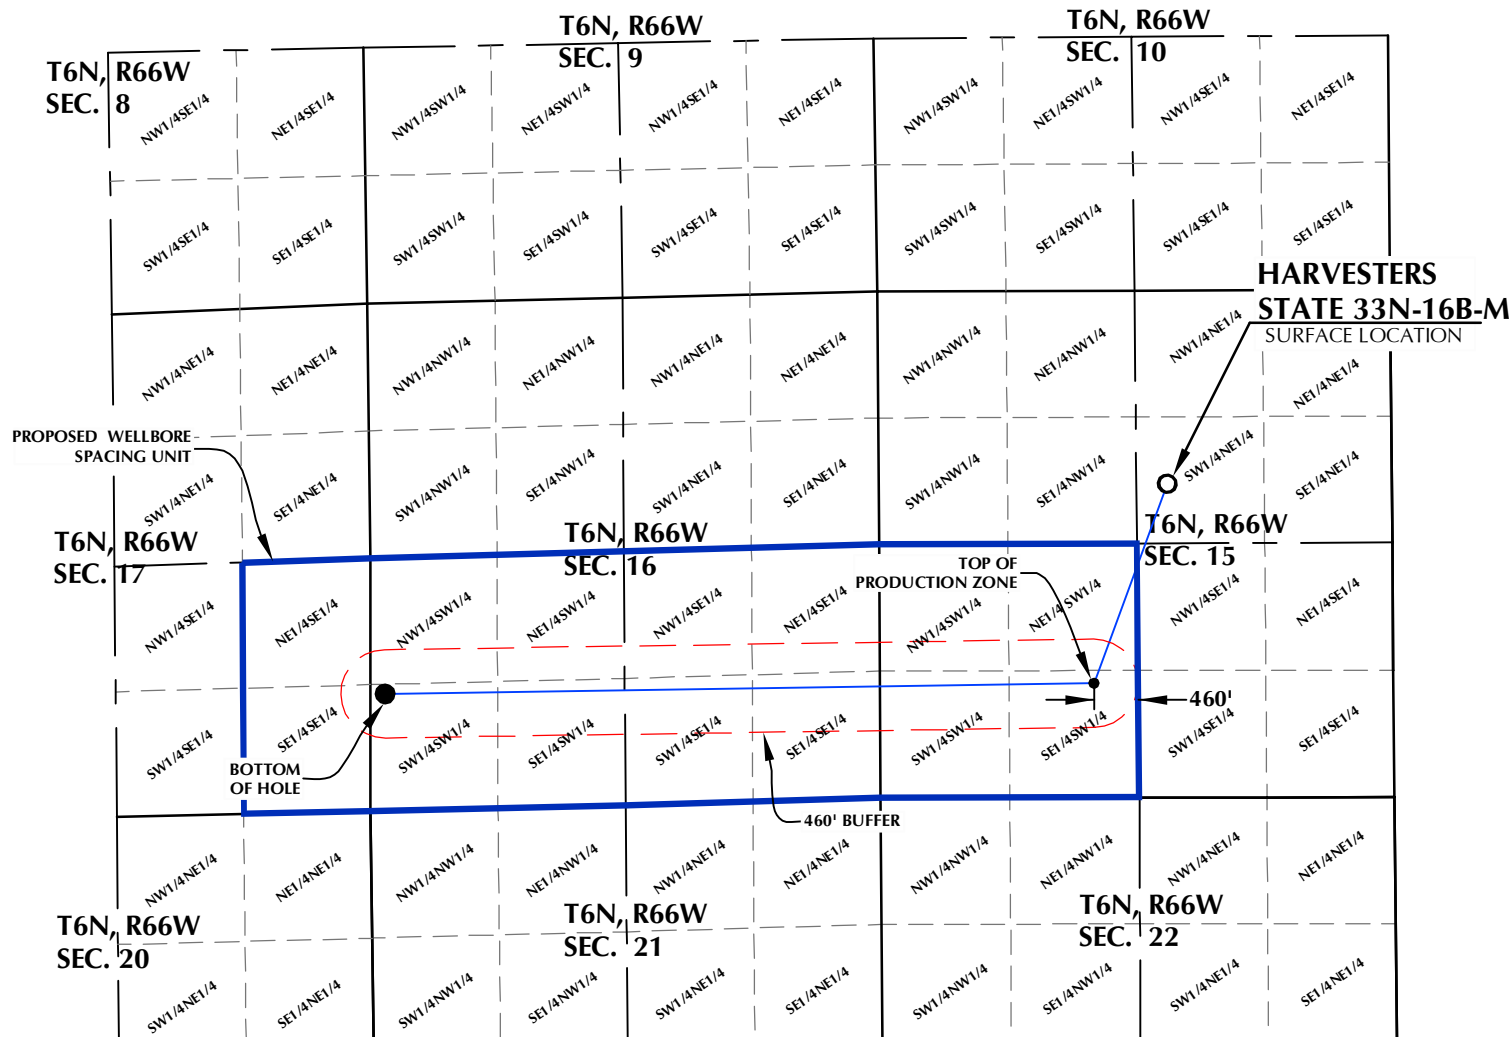 T6N, R66W
SEC. 9
T6N, R66W
SEC. 10
T6N, R66W
SEC. 8
NW1/4SE1/4
NE1/4SE1/4
NW1/4SW1/4
NE1/4SW1/4
NW1/4SE1/4
NE1/4SE1/4
NW1/4SW1/4
NE1/4SW1/4
NW1/4SE1/4
NE1/4SE1/4
SW1/4SE1/4
SE1/4SE1/4
SW1/4SW1/4
SE1/4SW1/4
SW1/4SE1/4
SE1/4SE1/4
SW1/4SW1/4
SE1/4SW1/4
SW1/4SE1/4
SE1/4SE1/4
HARVESTERS
STATE 33N-16B-M
SURFACE LOCATION
NW1/4NE1/4
NE1/4NE1/4
NW1/4NW1/4
NE1/4NW1/4
NW1/4NE1/4
NE1/4NE1/4
NW1/4NW1/4
NE1/4NW1/4
NW1/4NE1/4
NE1/4NE1/4
PROPOSED WELLBORE
SPACING UNIT
SW1/4NE1/4
SE1/4NE1/4
SW1/4NW1/4
SE1/4NW1/4
SW1/4NE1/4
SE1/4NE1/4
SW1/4NW1/4
SE1/4NW1/4
SW1/4NE1/4
SE1/4NE1/4
T6N, R66W
SEC. 17
T6N, R66W
SEC. 16
T6N, R66W
SEC. 15
TOP OF
PRODUCTION ZONE
NW1/4SE1/4
NE1/4SE1/4
NW1/4SW1/4
NE1/4SW1/4
NW1/4SE1/4
NE1/4SE1/4
NW1/4SW1/4
NE1/4SW1/4
NW1/4SE1/4
NE1/4SE1/4
460'
SW1/4SE1/4
SE1/4SE1/4
SW1/4SW1/4
SE1/4SW1/4
SW1/4SE1/4
SE1/4SE1/4
SW1/4SW1/4
SE1/4SW1/4
SW1/4SE1/4
SE1/4SE1/4
BOTTOM
OF HOLE
460' BUFFER
NW1/4NE1/4
NE1/4NE1/4
NW1/4NW1/4
NE1/4NW1/4
NW1/4NE1/4
NE1/4NE1/4
NW1/4NW1/4
NE1/4NW1/4
NW1/4NE1/4
NE1/4NE1/4
T6N, R66W
SEC. 20
T6N, R66W
SEC. 21
T6N, R66W
SEC. 22
SW1/4NE1/4
SE1/4NE1/4
SW1/4NW1/4
SE1/4NW1/4
SW1/4NE1/4
SE1/4NE1/4
SW1/4NW1/4
SE1/4NW1/4
SW1/4NE1/4
SE1/4NE1/4